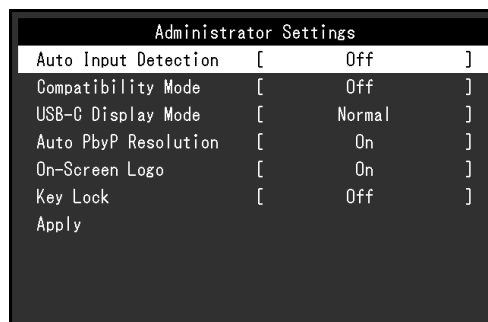 Administrator Settings
Auto Input Detection [ Off ]
Compatibility Mode [ Off ]
USB-C Display Mode [ Normal ]
Auto PbyP Resolution [ On ]
On-Screen Logo [ On ]
Key Lock [ Off ]
Apply